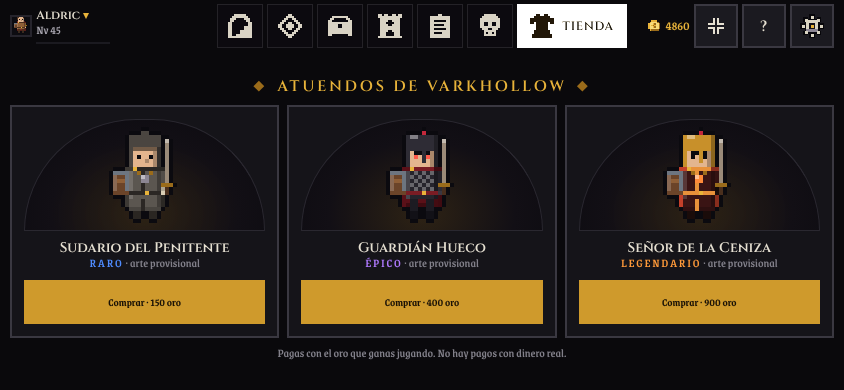 ALDRIC ▾
Nv 45
TIENDA
4860
?
ATUENDOS DE VARKHOLLOW
SUDARIO DEL PENITENTE
RARO · arte provisional
Comprar · 150 oro
GUARDIÁN HUECO
ÉPICO · arte provisional
Comprar · 400 oro
SEÑOR DE LA CENIZA
LEGENDARIO · arte provisional
Comprar · 900 oro
Pagas con el oro que ganas jugando. No hay pagos con dinero real.